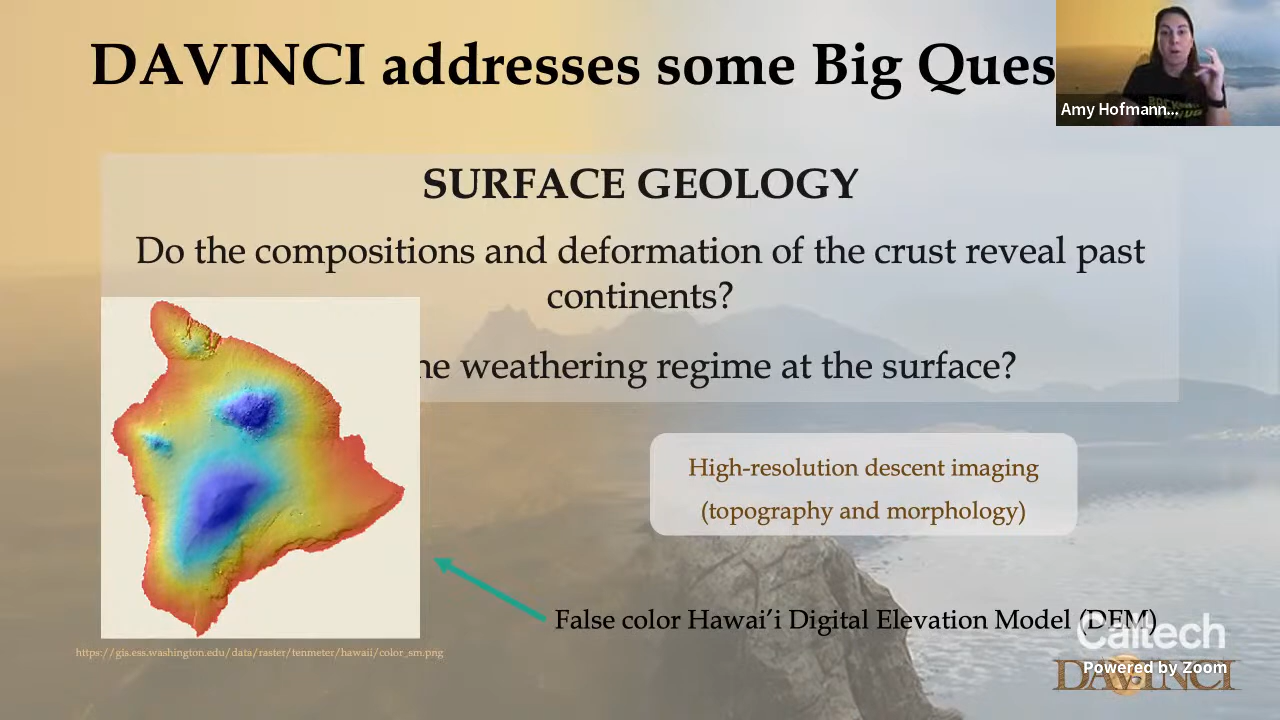 DAVINCI addresses some Big Ques
Amy Hofmann...
SURFACE GEOLOGY
Do the compositions and deformation of the crust reveal past
continents?
he weathering regime at the surface?
High-resolution descent imaging
(topography and morphology)
False color Hawai’i Digital Elevation Model (DEM)
Caltech
Powered by Zoom
DAVINCI
https://gis.ess.washington.edu/data/raster/tenmeter/hawaii/color_sm.png